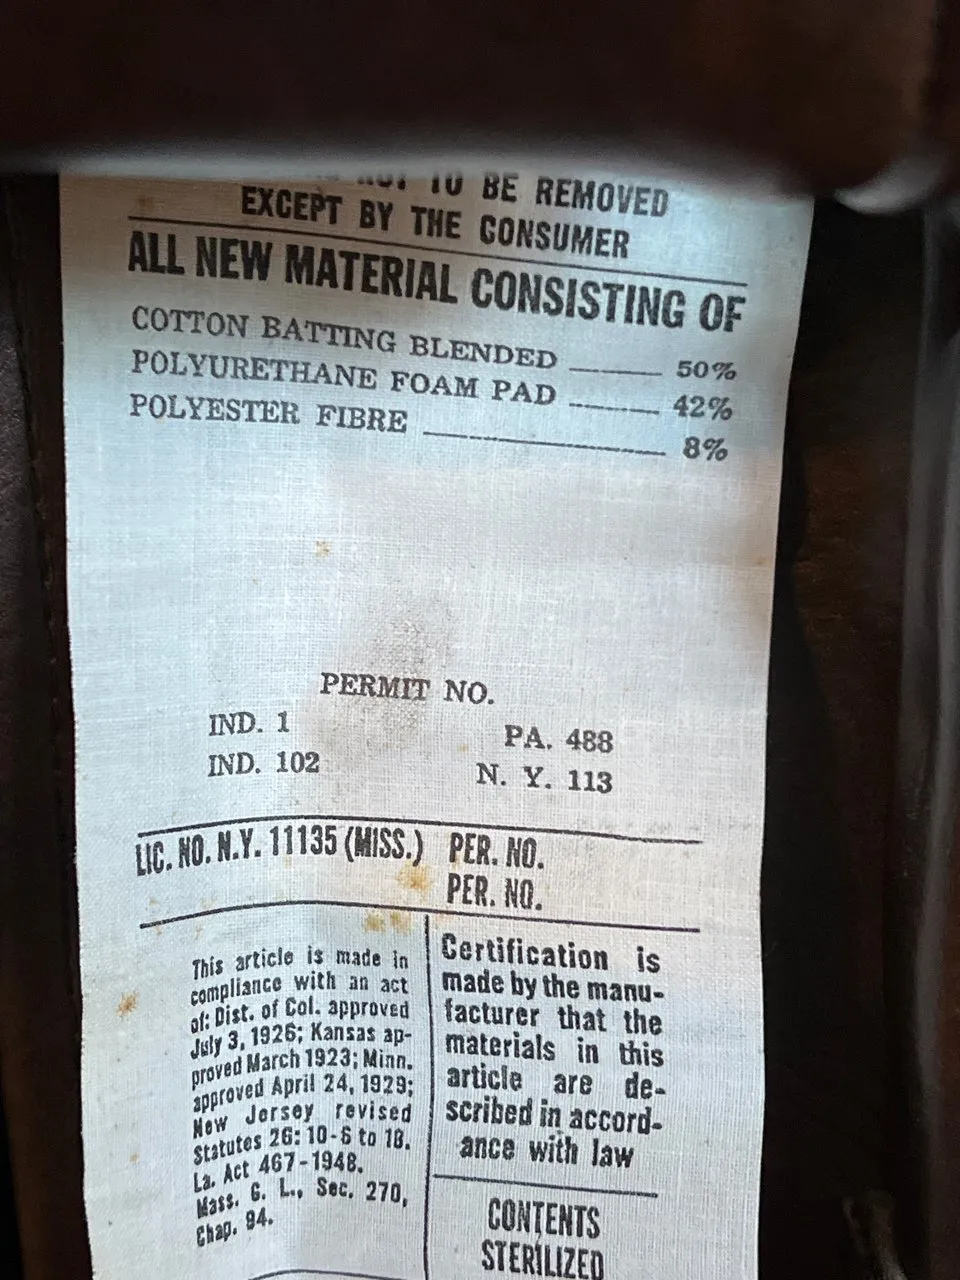 NOT TO BE REMOVED
EXCEPT BY THE CONSUMER
ALL NEW MATERIAL CONSISTING OF
COTTON BATTING BLENDED 50%
POLYURETHANE FOAM PAD 42%
POLYESTER FIBRE 8%
PERMIT NO.
IND. 1 PA. 488
IND. 102 N. Y. 113
LIC. NO. N.Y. 11135 (MISS.) PER. NO.
PER. NO.
This article is made in
compliance with an act
of: Dist. of Col. approved
July 3, 1926; Kansas ap-
proved March 1923; Minn.
approved April 24, 1929;
New Jersey revised
Statutes 26: 10-6 to 18.
La. Act 467-1948.
Mass. G. L., Sec. 270,
Chap. 94.
Certification is
made by the manu-
facturer that the
materials in this
article are de-
scribed in accord-
ance with law
CONTENTS
STERILIZED